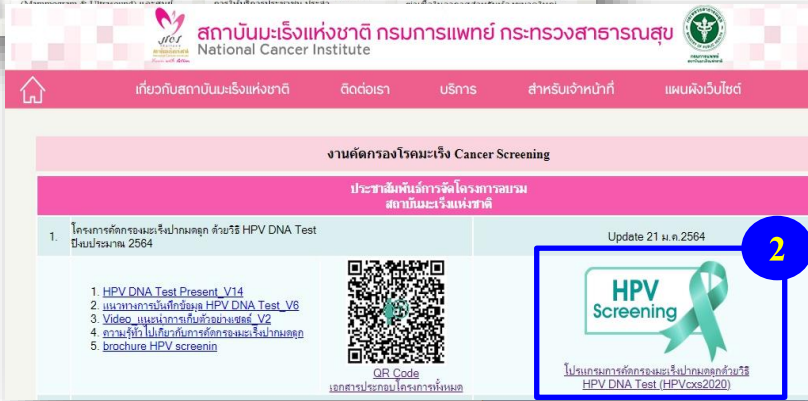 สถาบันมะเร็งแห่งชาติ กรมการแพทย์ กระทรวงสาธารณสุข
National Cancer Institute
เกี่ยวกับสถาบันมะเร็งแห่งชาติ ติดต่อเรา บริการ สำหรับเจ้าหน้าที่ แผนผังเว็บไซต์
งานคัดกรองโรคมะเร็ง Cancer Screening
ประชาสัมพันธ์การจัดโครงการอบรม
สถาบันมะเร็งแห่งชาติ
1. โครงการคัดกรองมะเร็งปากมดลูก ด้วยวิธี HPV DNA Test
ปีงบประมาณ 2564
Update 21 ม.ค.2564
2
1. HPV DNA Test Present_V14
2. แนวทางการบันทึกข้อมูล HPV DNA Test_V6
3. Video_แนะนำการเก็บตัวอย่างเซลล์_V2
4. ความรู้ทั่วไปเกี่ยวกับการคัดกรองมะเร็งปากมดลูก
5. brochure HPV screenin
QR Code
เอกสารประกอบโครงการทั้งหมด
HPV
Screening
โปรแกรมการคัดกรองมะเร็งปากมดลูกด้วยวิธี
HPV DNA Test (HPVcxs2020)